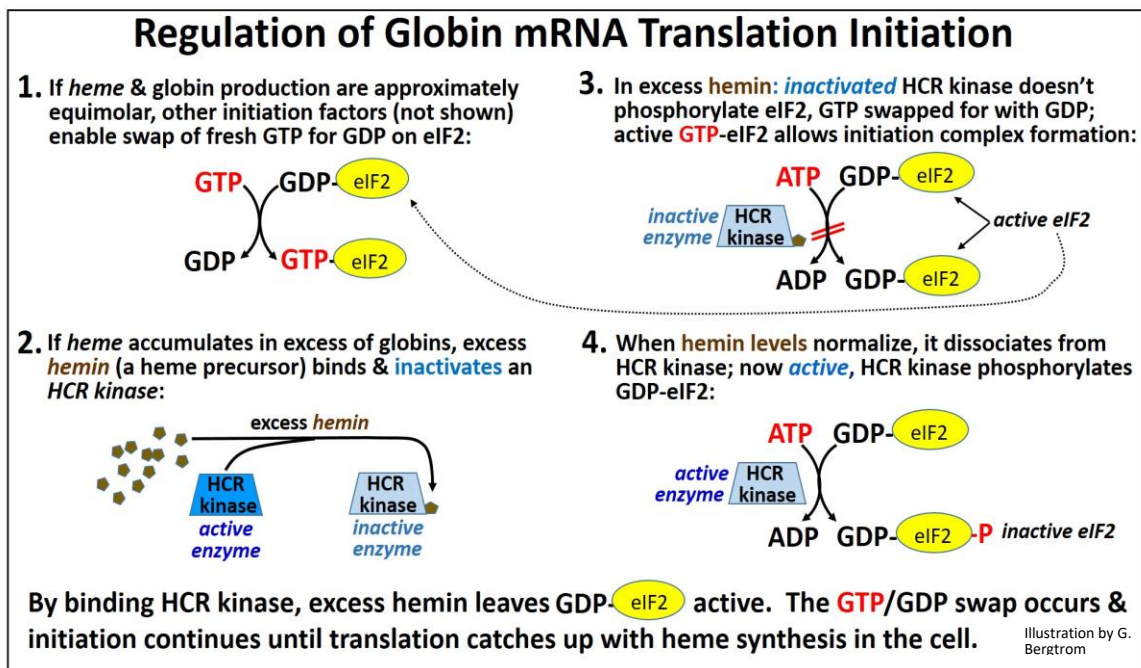 Regulation of Globin mRNA Translation Initiation
1. If heme & globin production are approximately
equimolar, other initiation factors (not shown)
enable swap of fresh GTP for GDP on eIF2:
GTP GDP- eIF2
GDP GTP- eIF2
2. If heme accumulates in excess of globins, excess
hemin (a heme precursor) binds & inactivates an
HCR kinase:
excess hemin
HCR
kinase
active
enzyme
HCR
kinase
inactive
enzyme
3. In excess hemin: inactivated HCR kinase doesn’t
phosphorylate eIF2, GTP swapped for with GDP;
active GTP-eIF2 allows initiation complex formation:
ATP GDP- eIF2
inactive
enzyme
HCR
kinase
active eIF2
ADP GDP- eIF2
4. When hemin levels normalize, it dissociates from
HCR kinase; now active, HCR kinase phosphorylates
GDP-eIF2:
ATP GDP- eIF2
active
enzyme
HCR
kinase
ADP GDP- eIF2 -P inactive eIF2
By binding HCR kinase, excess hemin leaves GDP- eIF2 active. The GTP/GDP swap occurs &
initiation continues until translation catches up with heme synthesis in the cell.
Illustration by G.
Bergtrom